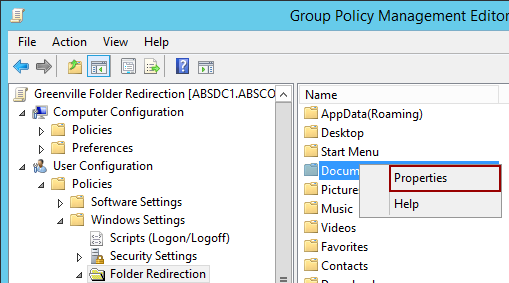 Group Policy Management Editor
File Action View Help
Greenville Folder Redirection [ABSDC1.ABSCO
Computer Configuration
Policies
Preferences
User Configuration
Policies
Software Settings
Windows Settings
Scripts (Logon/Logoff)
Security Settings
Folder Redirection
Name
AppData(Roaming)
Desktop
Start Menu
Docum
Picture
Music
Videos
Favorites
Contacts
Downloads
Properties
Help